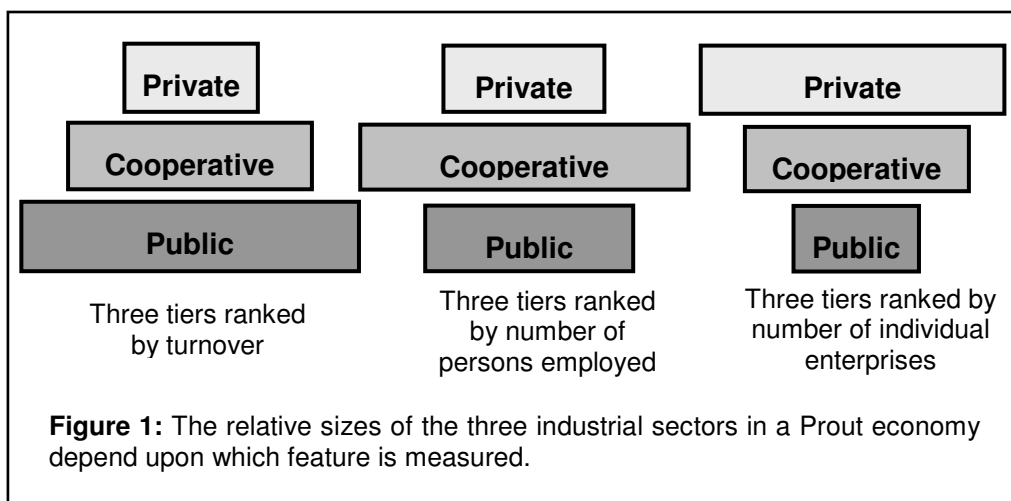 Private
Cooperative
Public
Three tiers ranked
by turnover
Private
Cooperative
Public
Three tiers ranked
by number of
persons employed
Private
Cooperative
Public
Three tiers ranked by
number of individual
enterprises
Figure 1: The relative sizes of the three industrial sectors in a Prout economy
depend upon which feature is measured.